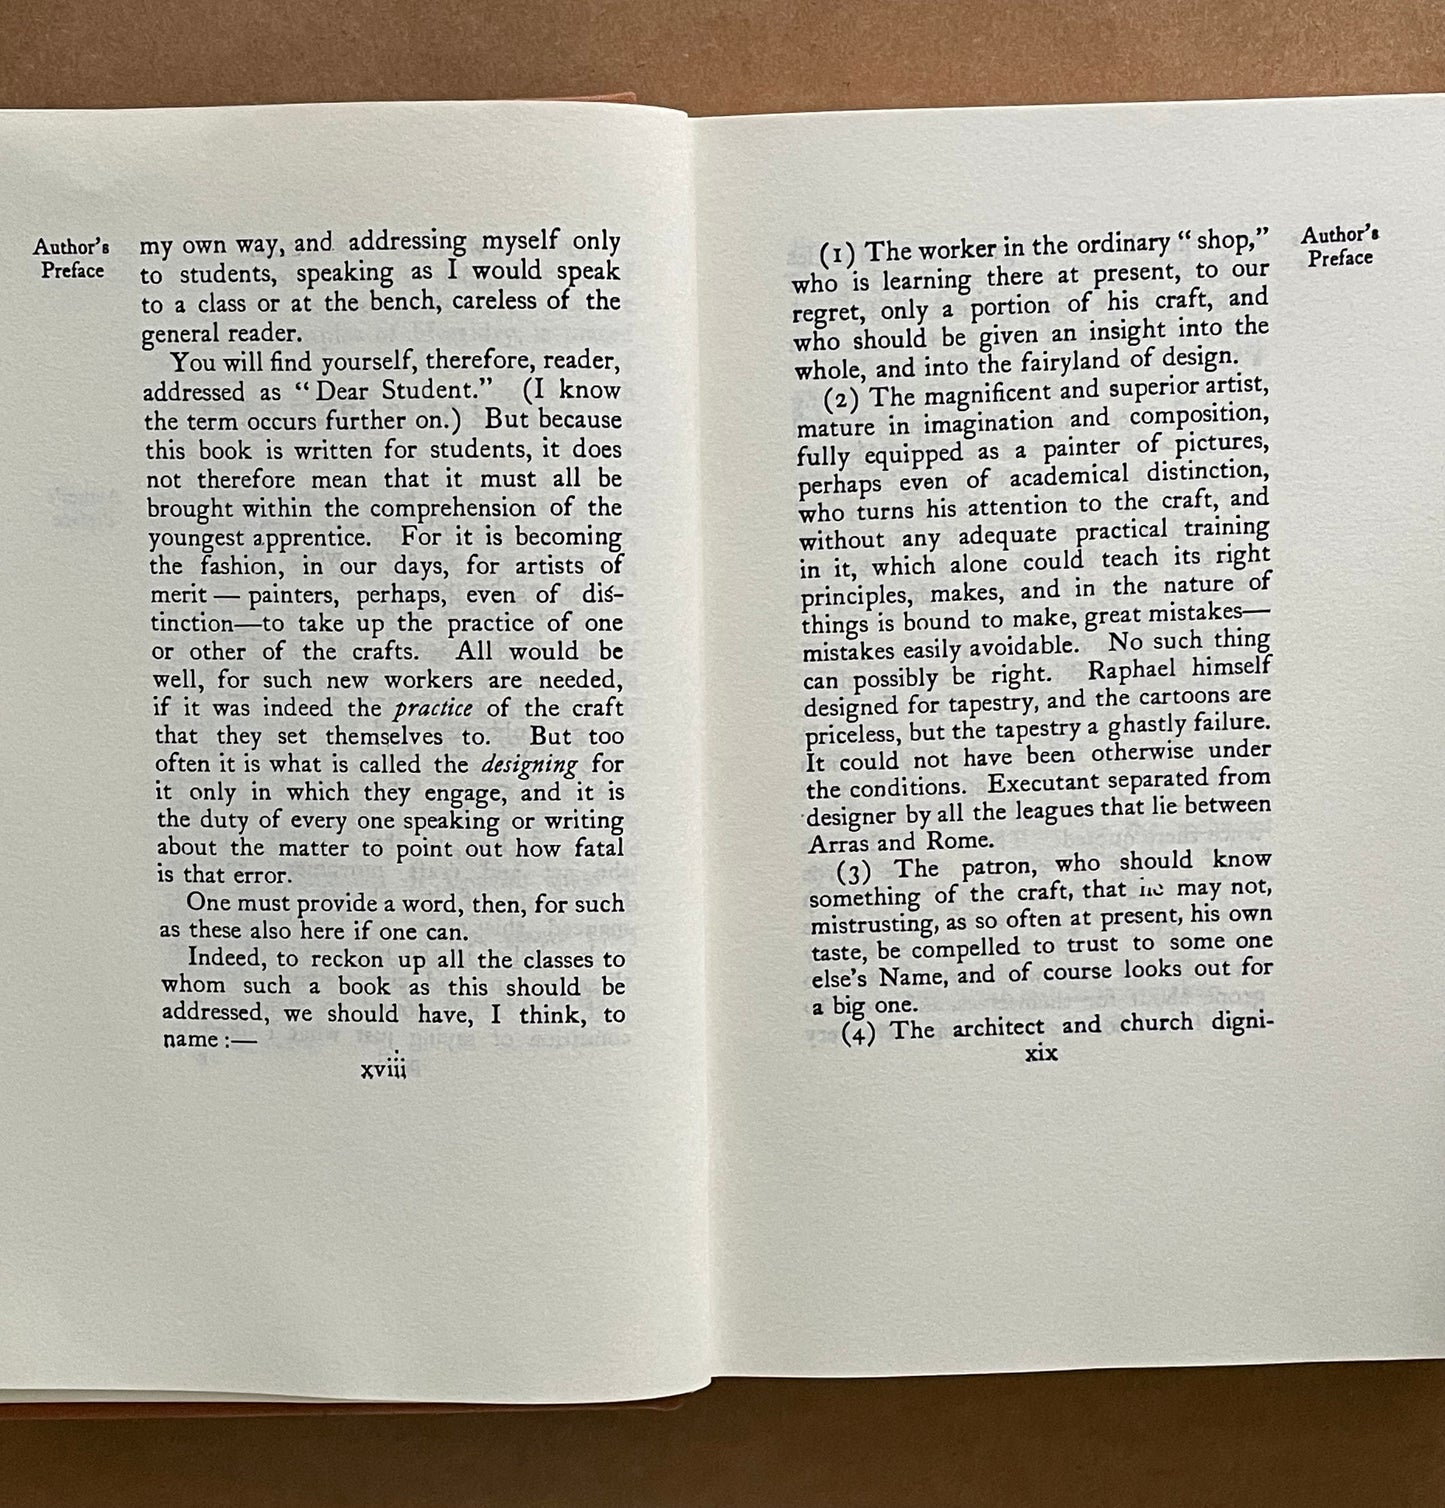 Author's
Preface
my own way, and addressing myself only
to students, speaking as I would speak
to a class or at the bench, careless of the
general reader.
You will find yourself, therefore, reader,
addressed as “Dear Student.” (I know
the term occurs further on.) But because
this book is written for students, it does
not therefore mean that it must all be
brought within the comprehension of the
youngest apprentice. For it is becoming
the fashion, in our days, for artists of
merit — painters, perhaps, even of dis-
tinction—to take up the practice of one
or other of the crafts. All would be
well, for such new workers are needed,
if it was indeed the practice of the craft
that they set themselves to. But too
often it is what is called the designing for
it only in which they engage, and it is
the duty of every one speaking or writing
about the matter to point out how fatal
is that error.
One must provide a word, then, for such
as these also here if one can.
Indeed, to reckon up all the classes to
whom such a book as this should be
addressed, we should have, I think, to
name :—
xviii
Author's
Preface
(1) The worker in the ordinary “shop,”
who is learning there at present, to our
regret, only a portion of his craft, and
who should be given an insight into the
whole, and into the fairyland of design.
(2) The magnificent and superior artist,
mature in imagination and composition,
fully equipped as a painter of pictures,
perhaps even of academical distinction,
who turns his attention to the craft, and
without any adequate practical training
in it, which alone could teach its right
principles, makes, and in the nature of
things is bound to make, great mistakes—
mistakes easily avoidable. No such thing
can possibly be right. Raphael himself
designed for tapestry, and the cartoons are
priceless, but the tapestry a ghastly failure.
It could not have been otherwise under
the conditions. Executant separated from
designer by all the leagues that lie between
Arras and Rome.
(3) The patron, who should know
something of the craft, that he may not,
mistrusting, as so often at present, his own
taste, be compelled to trust to some one
else's Name, and of course looks out for
a big one.
(4) The architect and church digni-
xix